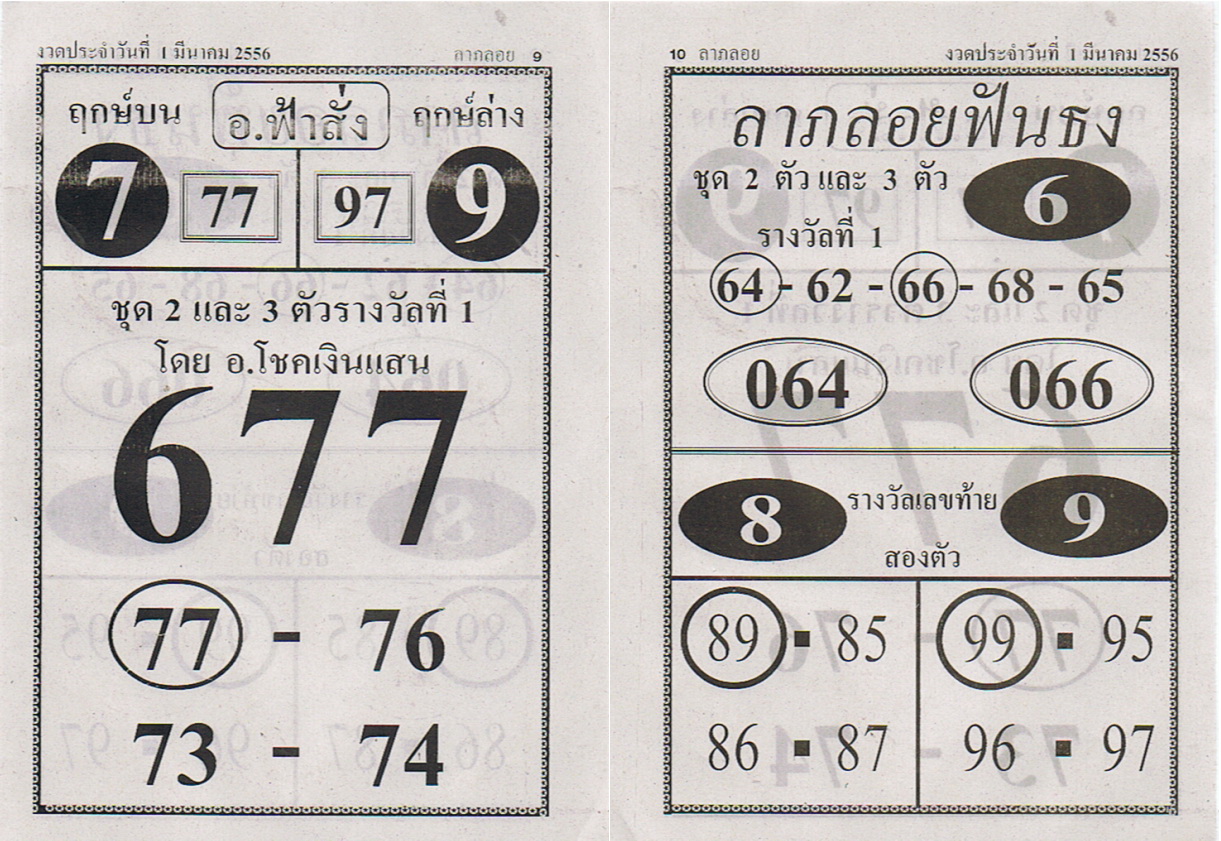 งวดประจำวันที่ 1 มีนาคม 2556
ลาภลอย 9
ฤกษ์บน
อ.ฟ้าสั่ง
ฤกษ์ล่าง
7 77 97 9
ชุด 2 และ 3 ตัวรางวัลที่ 1
โดย อ.โชคเงินแสน
677
77 - 76
73 - 74
10 ลาภลอย
งวดประจำวันที่ 1 มีนาคม 2556
ลาภลอยฟันธง
ชุด 2 ตัว และ 3 ตัว
6
รางวัลที่ 1
64 - 62 - 66 - 68 - 65
064 066
8 รางวัลเลขท้าย 9
สองตัว
89 ▪ 85 99 ▪ 95
86 ▪ 87 96 ▪ 97